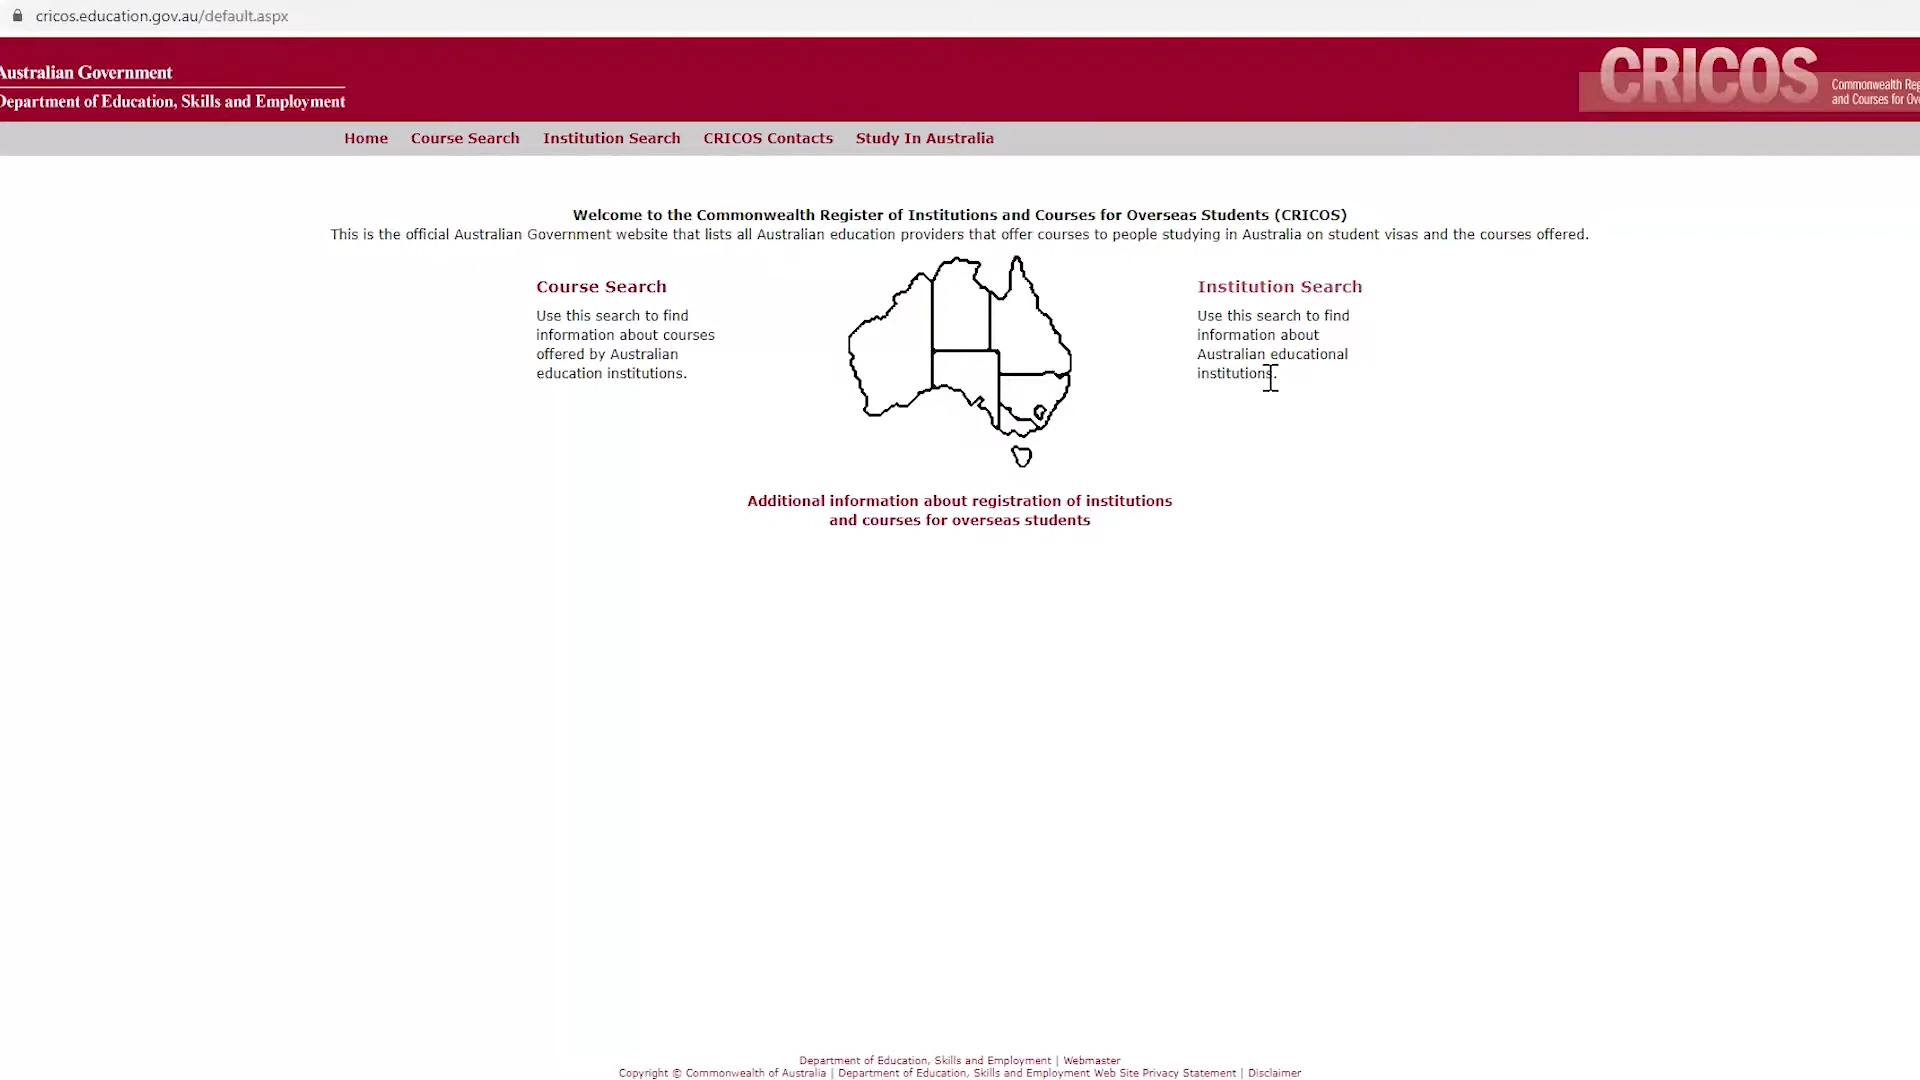 cricos.education.gov.au/default.aspx
Australian Government
Department of Education, Skills and Employment
CRICOS
Commonwealth Reg
and Courses for Ov
Home Course Search Institution Search CRICOS Contacts Study In Australia
Welcome to the Commonwealth Register of Institutions and Courses for Overseas Students (CRICOS)
This is the official Australian Government website that lists all Australian education providers that offer courses to people studying in Australia on student visas and the courses offered.
Course Search
Use this search to find
information about courses
offered by Australian
education institutions.
Institution Search
Use this search to find
information about
Australian educational
institutions.
Additional information about registration of institutions
and courses for overseas students
Department of Education, Skills and Employment | Webmaster
Copyright © Commonwealth of Australia | Department of Education, Skills and Employment Web Site Privacy Statement | Disclaimer